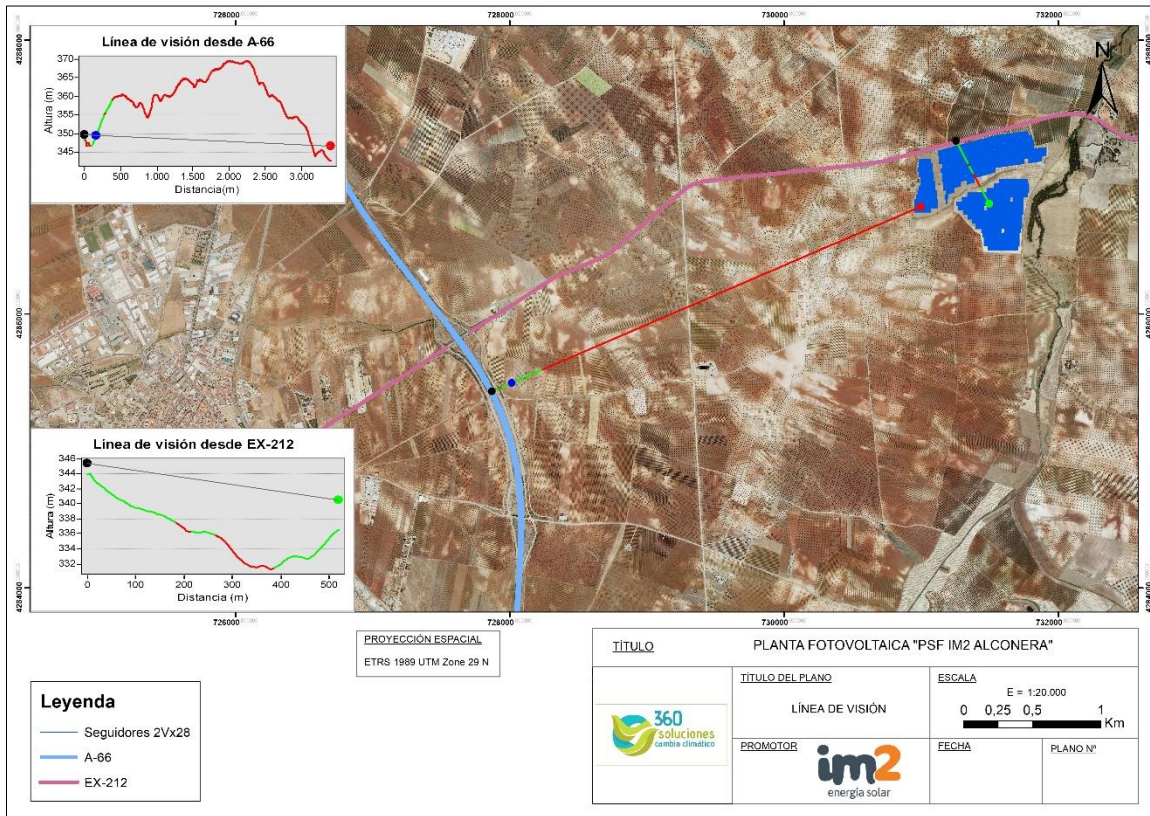 726000 728000 730000 732000
4288000 4288000
Línea de visión desde A-66
Altura (m)
370
365
360
355
350
345
0 500 1.000 1.500 2.000 2.500 3.000
Distancia(m)
N
4286000 4286000
Línea de visión desde EX-212
Altura (m)
346
344
342
340
338
336
334
332
0 100 200 300 400 500
Distancia (m)
4284000 4284000
726000 728000 730000 732000
PROYECCIÓN ESPACIAL
ETRS 1989 UTM Zone 29 N
Leyenda
Seguidores 2Vx28
A-66
EX-212
TÍTULO
PLANTA FOTOVOLTAICA "PSF IM2 ALCONERA"
360
soluciones
cambio climático
TÍTULO DEL PLANO
LÍNEA DE VISIÓN
ESCALA
E = 1:20.000
0 0,25 0,5 1
Km
PROMOTOR
im2
energía solar
FECHA
PLANO Nº